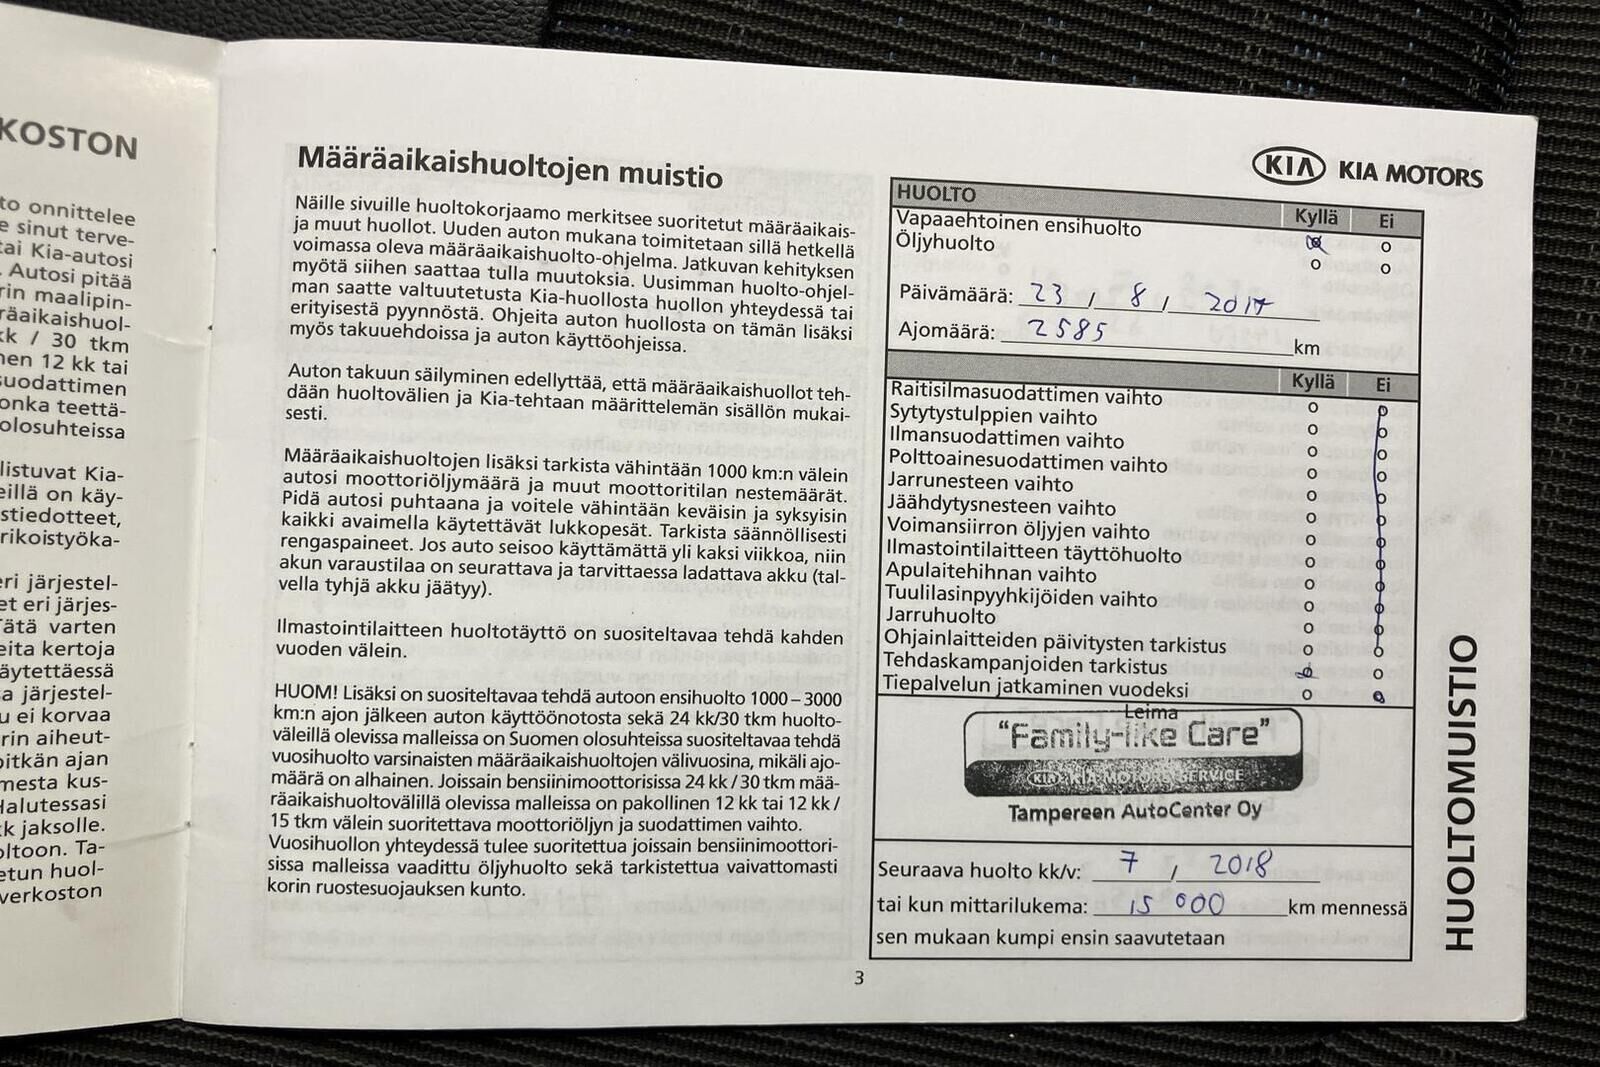 KOSTON
to onnittelee
e sinut terve-
tai Kia-autosi
. Autosi pitää
rin maalipin-
räaikaishuol-
kk / 30 tkm
nen 12 kk tai
suodattimen
onka teettä-
olosuhteissa
listuvat Kia-
eillä on käy-
stiedotteet,
rikoistyöka-
eri järjestel-
et eri järjes-
Tätä varten
eita kertoja
äytettäessä
sa järjestel-
u ei korvaa
rin aiheut-
pitkän ajan
mesta kus-
Halutessasi
kk jaksolle.
oltoon. Ta-
etun huol-
verkoston
Määräaikaishuoltojen muistio
Näille sivuille huoltokorjaamo merkitsee suoritetut määräaikais-
ja muut huollot. Uuden auton mukana toimitetaan sillä hetkellä
voimassa oleva määräaikaishuolto-ohjelma. Jatkuvan kehityksen
myötä siihen saattaa tulla muutoksia. Uusimman huolto-ohjel-
man saatte valtuutetusta Kia-huollosta huollon yhteydessä tai
erityisestä pyynnöstä. Ohjeita auton huollosta on tämän lisäksi
myös takuuehdoissa ja auton käyttöohjeissa.
Auton takuun säilyminen edellyttää, että määräaikaishuollot teh-
dään huoltovälien ja Kia-tehtaan määrittelemän sisällön mukai-
sesti.
Määräaikaishuoltojen lisäksi tarkista vähintään 1000 km:n välein
autosi moottoriöljymäärä ja muut moottoritilan nestemäärät.
Pidä autosi puhtaana ja voitele vähintään keväisin ja syksyisin
kaikki avaimella käytettävät lukkopesät. Tarkista säännöllisesti
rengaspaineet. Jos auto seisoo käyttämättä yli kaksi viikkoa, niin
akun varaustilaa on seurattava ja tarvittaessa ladattava akku (tal-
vella tyhjä akku jäätyy).
Ilmastointilaitteen huoltotäyttö on suositeltavaa tehdä kahden
vuoden välein.
HUOM! Lisäksi on suositeltavaa tehdä autoon ensihuolto 1000 – 3000
km:n ajon jälkeen auton käyttöönotosta sekä 24 kk/30 tkm huolto-
väleillä olevissa malleissa on Suomen olosuhteissa suositeltavaa tehdä
vuosihuolto varsinaisten määräaikaishuoltojen välivuosina, mikäli ajo-
määrä on alhainen. Joissain bensiinimoottorisissa 24 kk / 30 tkm mää-
räaikaishuoltovälillä olevissa malleissa on pakollinen 12 kk tai 12 kk /
15 tkm välein suoritettava moottoriöljyn ja suodattimen vaihto.
Vuosihuollon yhteydessä tulee suoritettua joissain bensiinimoottori-
sissa malleissa vaadittu öljyhuolto sekä tarkistettua vaivattomasti
korin ruostesuojauksen kunto.
3
KIA KIA MOTORS
HUOLTO Kyllä Ei
Vapaaehtoinen ensihuolto
Öljyhuolto
Päivämäärä: 23 / 8 / 2017
Ajomäärä: 2585 km
Kyllä Ei
Raitisilmasuodattimen vaihto
Sytytystulppien vaihto
Ilmansuodattimen vaihto
Polttoainesuodattimen vaihto
Jarrunesteen vaihto
Jäähdytysnesteen vaihto
Voimansiirron öljyjen vaihto
Ilmastointilaitteen täyttöhuolto
Apulaitehihnan vaihto
Tuulilasinpyyhkijöiden vaihto
Jarruhuolto
Ohjainlaitteiden päivitysten tarkistus
Tehdaskampanjoiden tarkistus
Tiepalvelun jatkaminen vuodeksi
Leima
"Family-like Care"
KIA KIA MOTORS SERVICE
Tampereen AutoCenter Oy
Seuraava huolto kk/v: 7 / 2018
tai kun mittarilukema: 15 000 km mennessä
sen mukaan kumpi ensin saavutetaan
HUOLTOMUISTIO